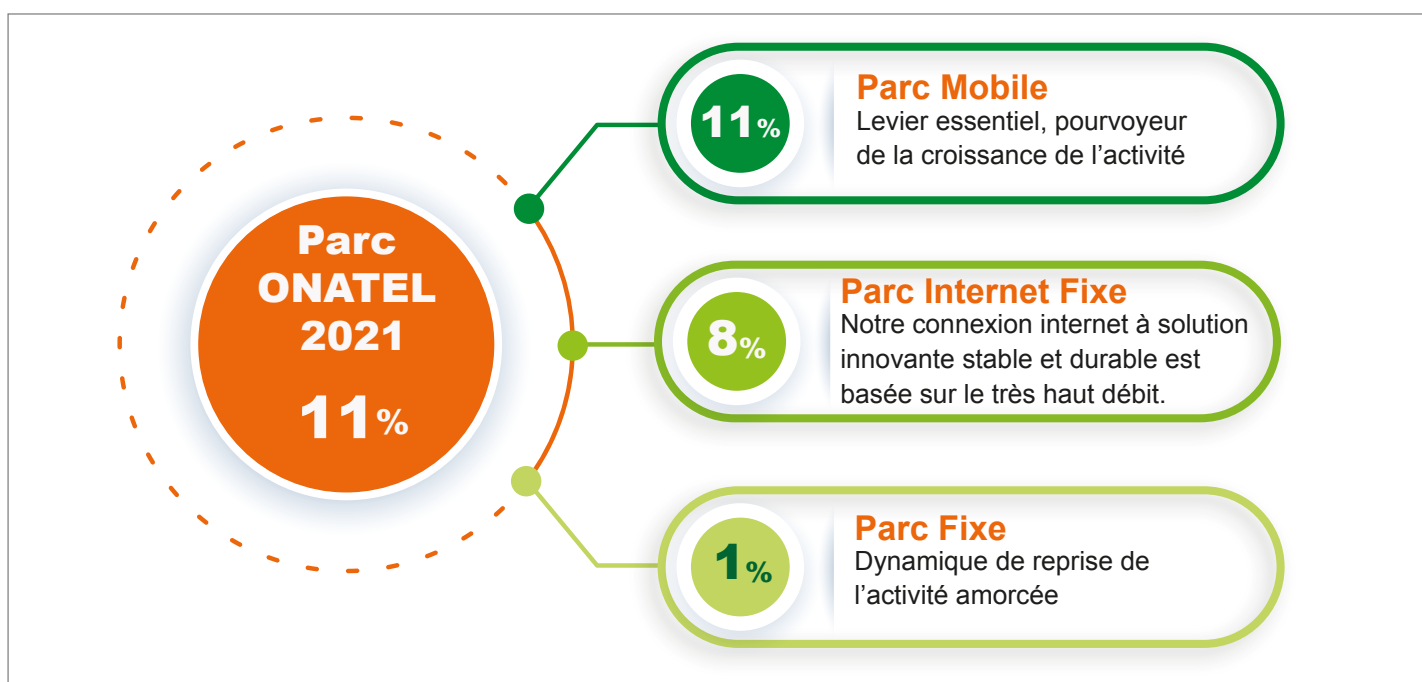 Parc
ONATEL
2021
11%
11%
Parc Mobile
Levier essentiel, pourvoyeur
de la croissance de l’activité
8%
Parc Internet Fixe
Notre connexion internet à solution
innovante stable et durable est
basée sur le très haut débit.
1%
Parc Fixe
Dynamique de reprise de
l’activité amorcée